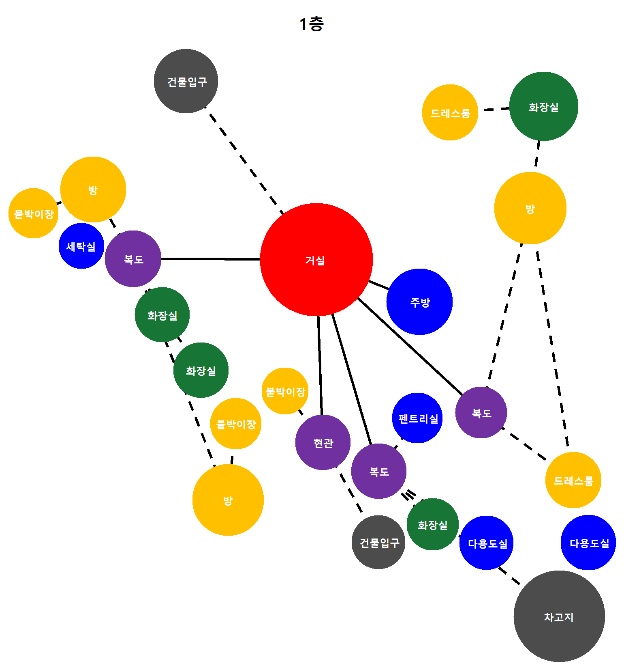 1층
건물입구
드레스룸
화장실
방
붙박이장
방
세탁실
복도
거실
주방
화장실
화장실
붙박이장
붙박이장
펜트리실
복도
현관
복도
드레스룸
방
화장실
건물입구
다용도실
다용도실
차고지